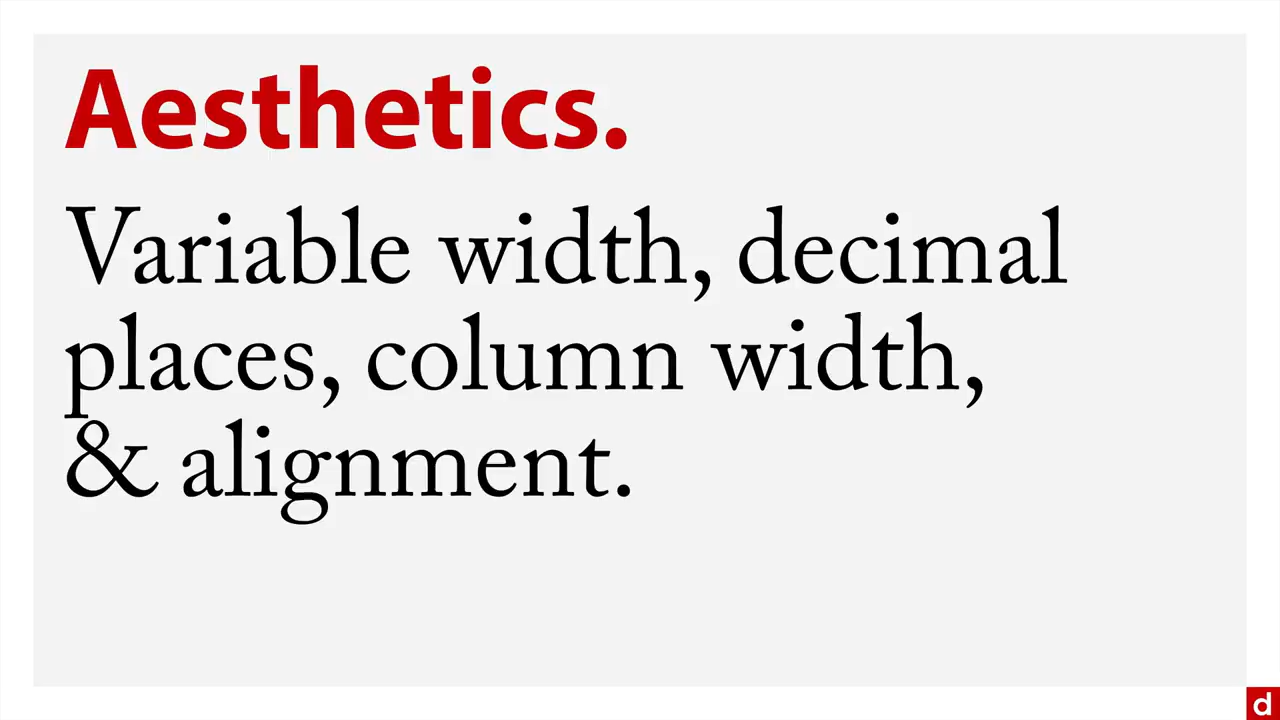 Aesthetics.
Variable width, decimal
places, column width,
& alignment.
d